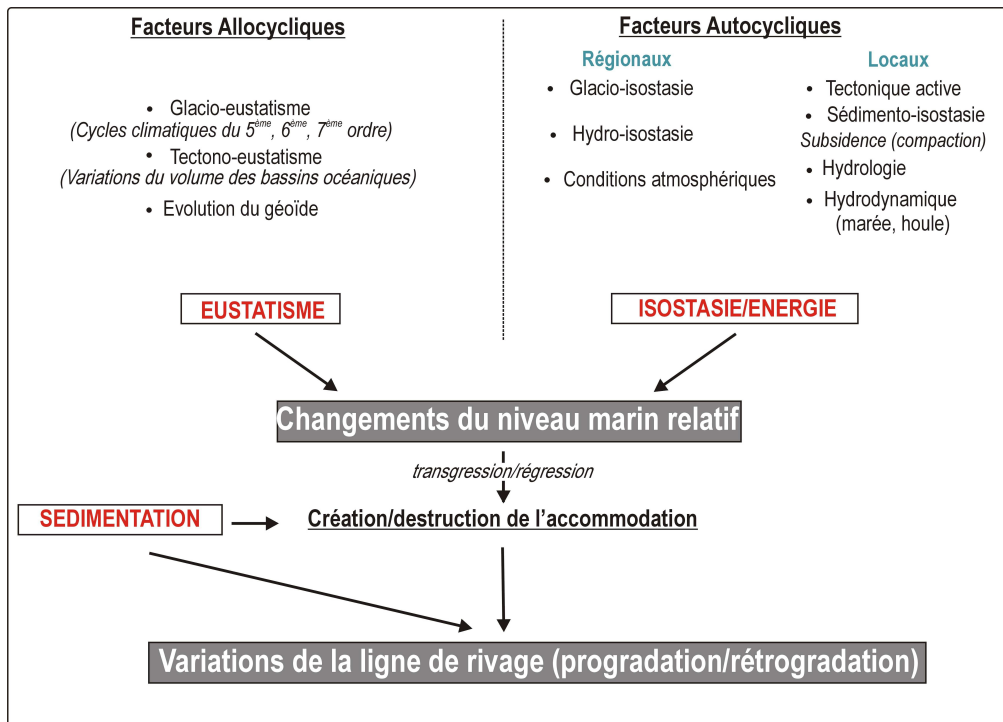 Facteurs Allocycliques
• Glacio-eustatisme
(Cycles climatiques du 5ème, 6ème, 7ème ordre)
• Tectono-eustatisme
(Variations du volume des bassins océaniques)
• Evolution du géoïde
EUSTATISME
Facteurs Autocycliques
Régionaux
• Glacio-isostasie
• Hydro-isostasie
• Conditions atmosphériques
Locaux
• Tectonique active
• Sédimento-isostasie
Subsidence (compaction)
• Hydrologie
• Hydrodynamique
(marée, houle)
ISOSTASIE/ENERGIE
Changements du niveau marin relatif
transgression/régression
SEDIMENTATION
Création/destruction de l'accommodation
Variations de la ligne de rivage (progradation/rétrogradation)